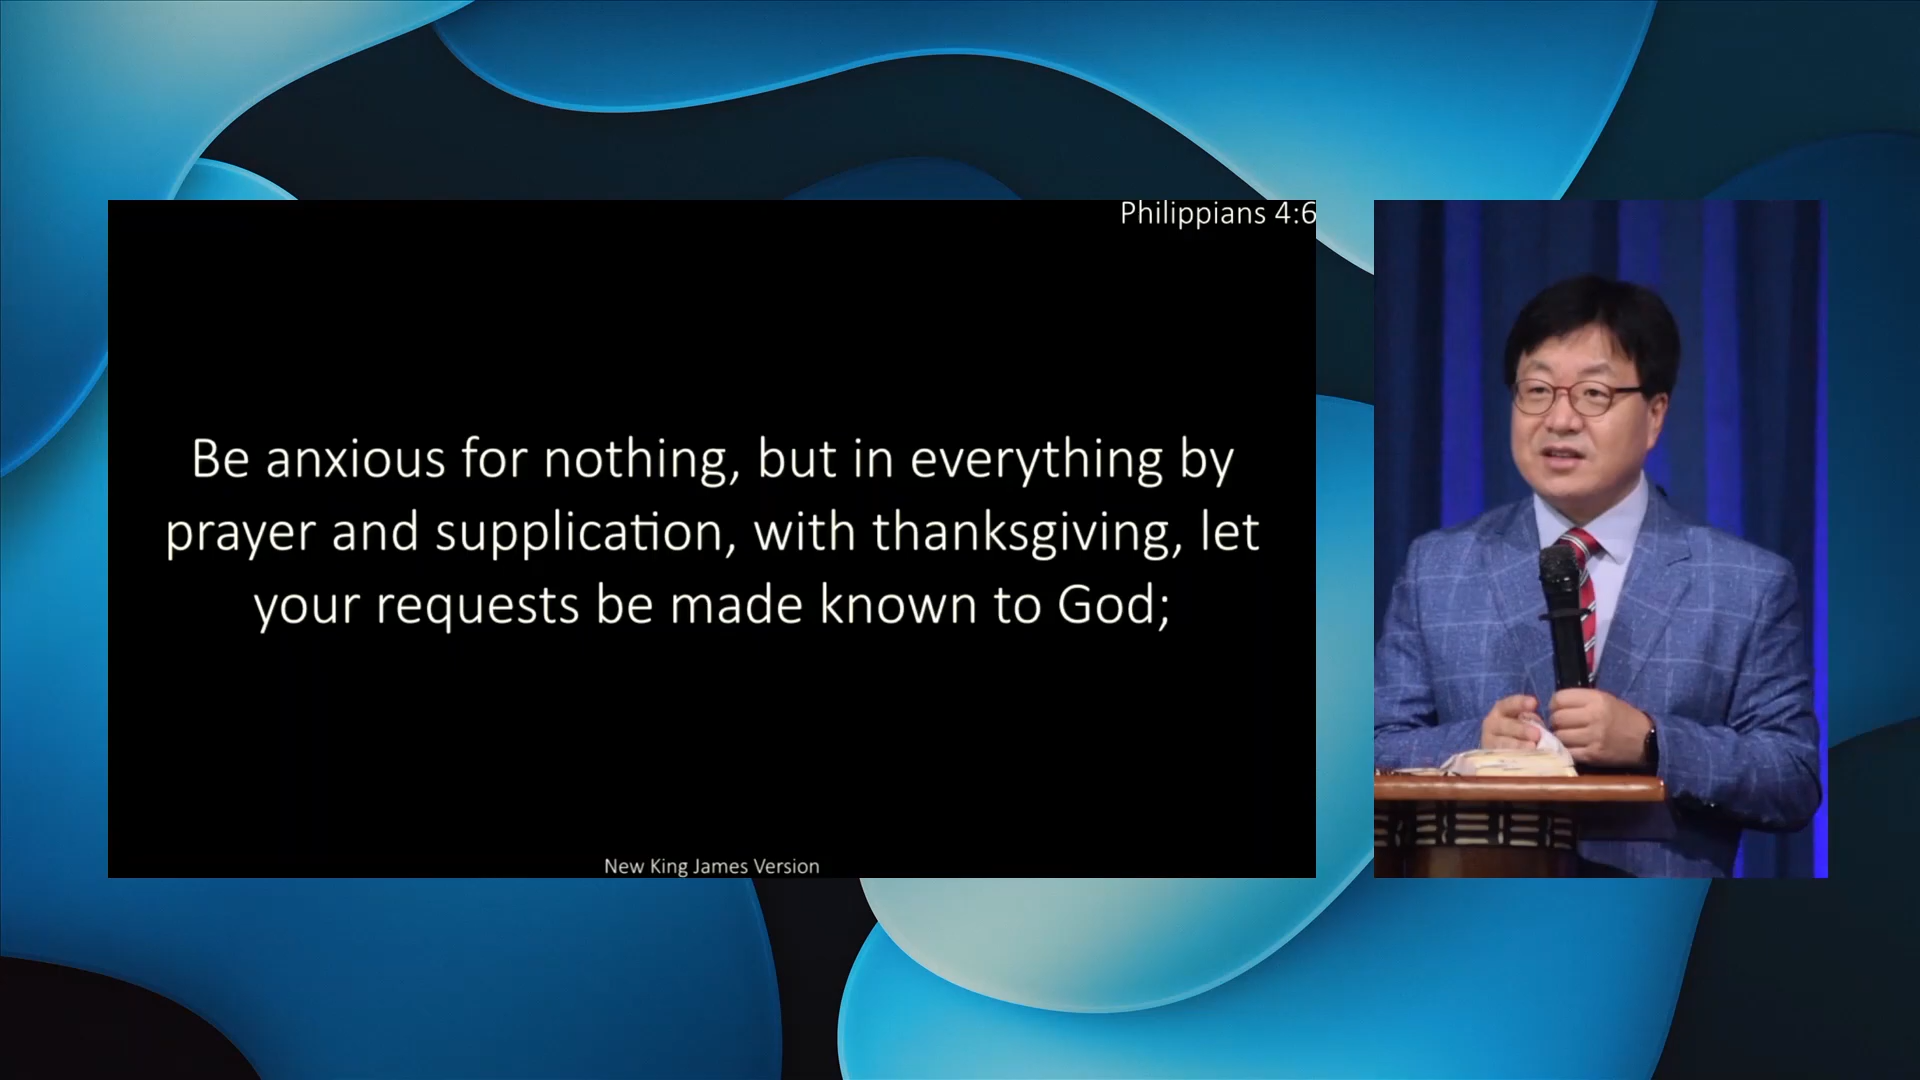 Philippians 4:6
Be anxious for nothing, but in everything by
prayer and supplication, with thanksgiving, let
your requests be made known to God;
New King James Version